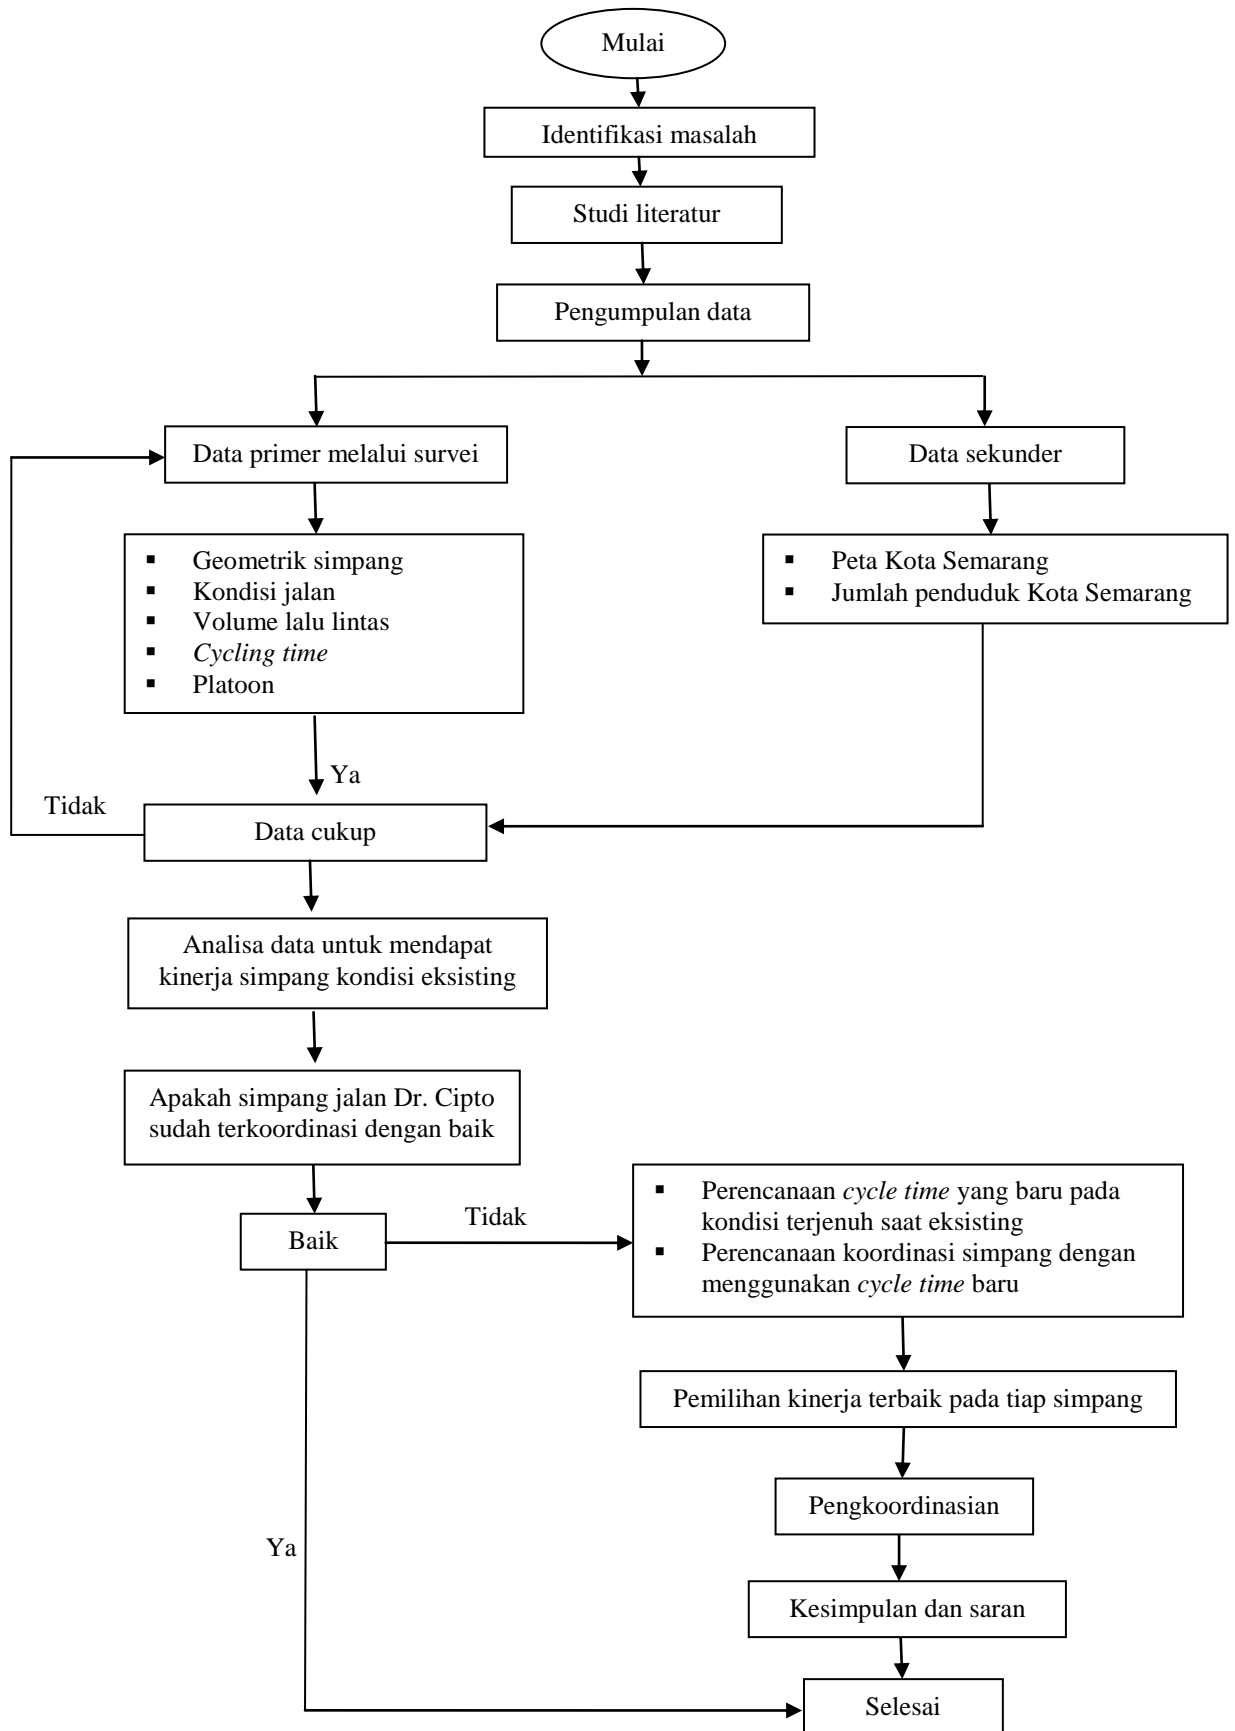 Mulai
Identifikasi masalah
Studi literatur
Pengumpulan data
Data primer melalui survei
Data sekunder
▪ Geometrik simpang
▪ Kondisi jalan
▪ Volume lalu lintas
▪ Cycling time
▪ Platoon
▪ Peta Kota Semarang
▪ Jumlah penduduk Kota Semarang
Ya
Tidak
Data cukup
Analisa data untuk mendapat
kinerja simpang kondisi eksisting
Apakah simpang jalan Dr. Cipto
sudah terkoordinasi dengan baik
Baik
Tidak
▪ Perencanaan cycle time yang baru pada
kondisi terjenuh saat eksisting
▪ Perencanaan koordinasi simpang dengan
menggunakan cycle time baru
Pemilihan kinerja terbaik pada tiap simpang
Pengkoordinasian
Ya
Kesimpulan dan saran
Selesai